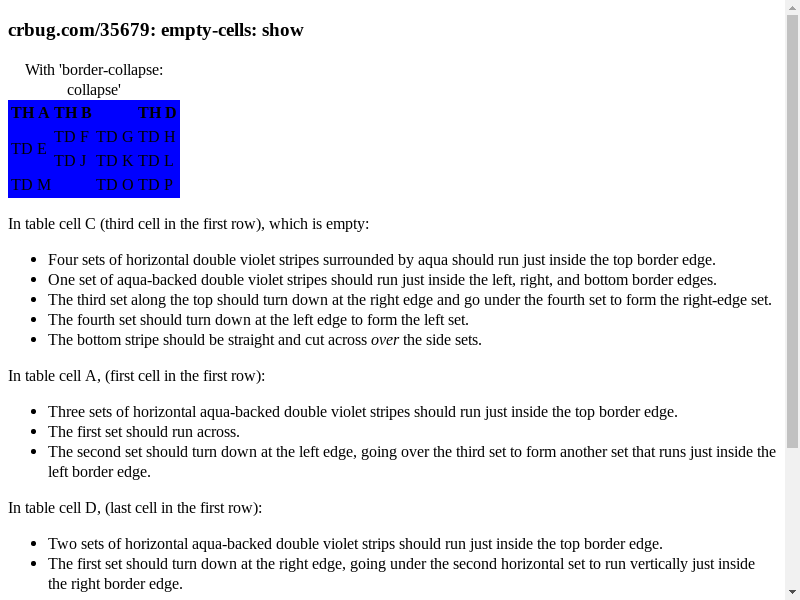 crbug.com/35679: empty-cells: show
With 'border-collapse:
collapse'
TH A TH B TH D
TD F TD G TD H
TD E
TD J TD K TD L
TD M TD O TD P
In table cell C (third cell in the first row), which is empty:
• Four sets of horizontal double violet stripes surrounded by aqua should run just inside the top border edge.
• One set of aqua-backed double violet stripes should run just inside the left, right, and bottom border edges.
• The third set along the top should turn down at the right edge and go under the fourth set to form the right-edge set.
• The fourth set should turn down at the left edge to form the left set.
• The bottom stripe should be straight and cut across over the side sets.
In table cell A, (first cell in the first row):
• Three sets of horizontal aqua-backed double violet stripes should run just inside the top border edge.
• The first set should run across.
• The second set should turn down at the left edge, going over the third set to form another set that runs just inside the
left border edge.
In table cell D, (last cell in the first row):
• Two sets of horizontal aqua-backed double violet strips should run just inside the top border edge.
• The first set should turn down at the right edge, going under the second horizontal set to run vertically just inside
the right border edge.